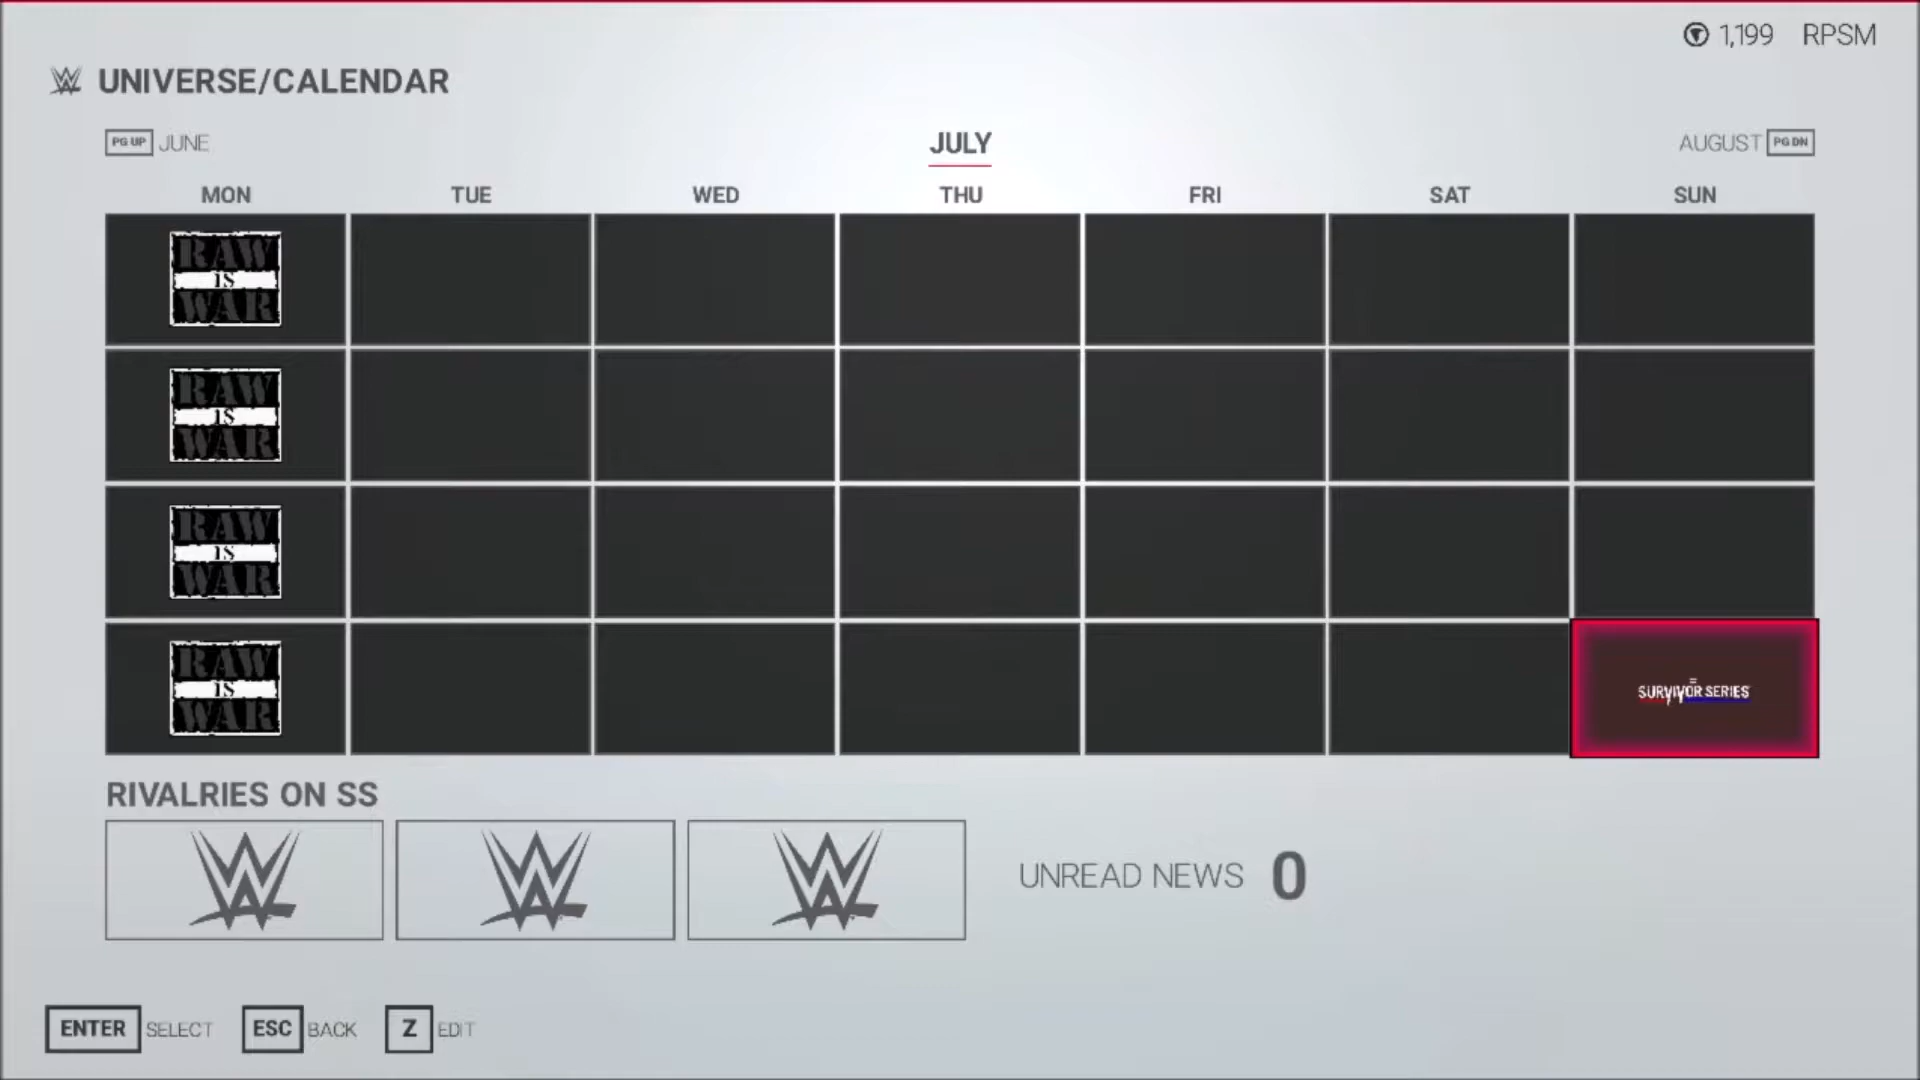 1,199 RPSM
UNIVERSE/CALENDAR
PG UP JUNE
JULY
AUGUST PG DN
MON TUE WED THU FRI SAT SUN
RAW
IS
WAR
RAW
IS
WAR
RAW
IS
WAR
RAW
IS
WAR
SURVIVOR SERIES
RIVALRIES ON SS
UNREAD NEWS 0
ENTER SELECT ESC BACK Z EDIT